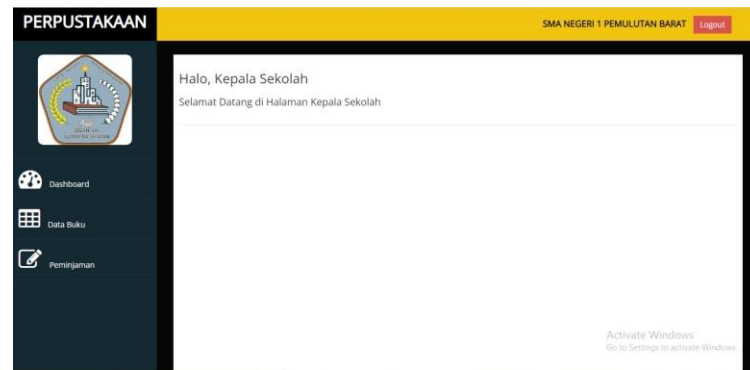 PERPUSTAKAAN
SMA NEGERI 1 PEMULUTAN BARAT
Logout
Halo, Kepala Sekolah
Selamat Datang di Halaman Kepala Sekolah
Dashboard
Data Buku
Peminjaman
Activate Windows
Go to Settings to activate Windows.